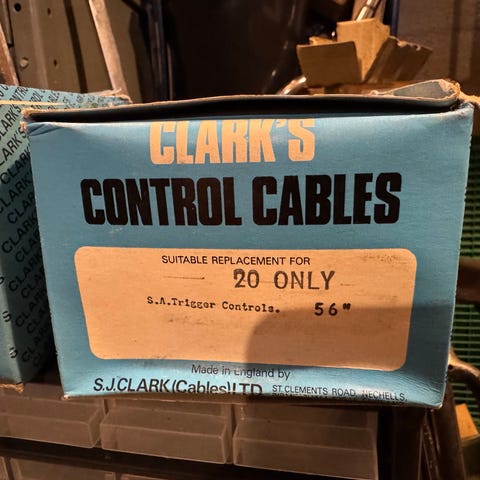 CLARK'S
CONTROL CABLES
SUITABLE REPLACEMENT FOR
20 ONLY
S.A.Trigger Controls. 56"
Made in England by
S.J.CLARK (Cables) LTD ST. CLEMENTS ROAD, NECHELLS,